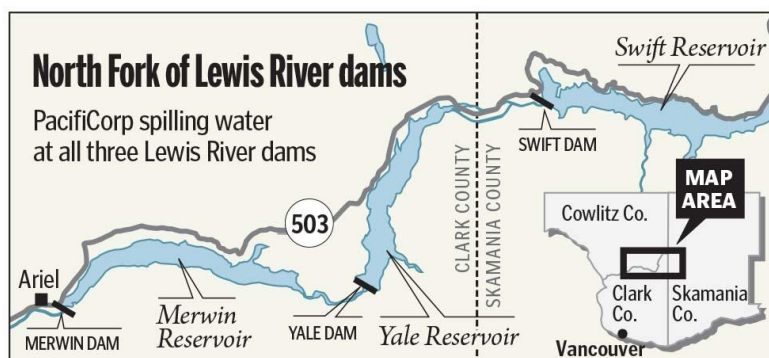 North Fork of Lewis River dams
PacifiCorp spilling water
at all three Lewis River dams
Swift Reservoir
SWIFT DAM
503
CLARK COUNTY
SKAMANIA COUNTY
MAP
AREA
Cowlitz Co.
Clark
Co.
Skamania
Co.
Vancouver
Ariel
MERWIN DAM
Merwin
Reservoir
YALE DAM
Yale Reservoir